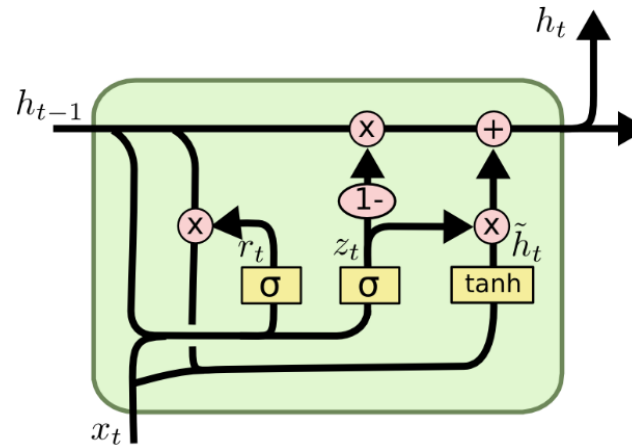 h_t
h_{t-1}
x
+
1-
x
r_t
z_t
x
h̃_t
σ
σ
tanh
x_t